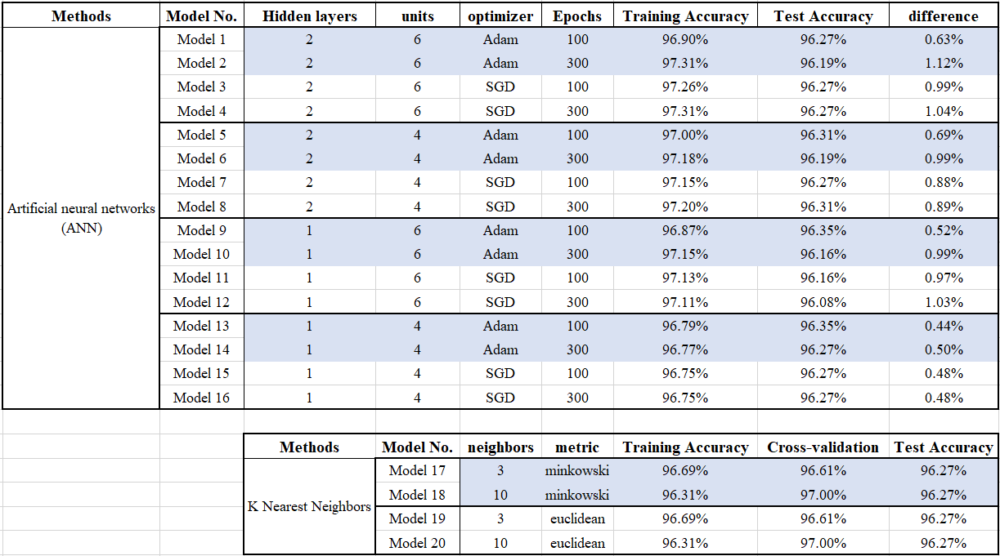 Methods Model No. Hidden layers units optimizer Epochs Training Accuracy Test Accuracy difference
Model 1 2 6 Adam 100 96.90% 96.27% 0.63%
Model 2 2 6 Adam 300 97.31% 96.19% 1.12%
Model 3 2 6 SGD 100 97.26% 96.27% 0.99%
Model 4 2 6 SGD 300 97.31% 96.27% 1.04%
Model 5 2 4 Adam 100 97.00% 96.31% 0.69%
Model 6 2 4 Adam 300 97.18% 96.19% 0.99%
Model 7 2 4 SGD 100 97.15% 96.27% 0.88%
Artificial neural networks
(ANN)
Model 8 2 4 SGD 300 97.20% 96.31% 0.89%
Model 9 1 6 Adam 100 96.87% 96.35% 0.52%
Model 10 1 6 Adam 300 97.15% 96.16% 0.99%
Model 11 1 6 SGD 100 97.13% 96.16% 0.97%
Model 12 1 6 SGD 300 97.11% 96.08% 1.03%
Model 13 1 4 Adam 100 96.79% 96.35% 0.44%
Model 14 1 4 Adam 300 96.77% 96.27% 0.50%
Model 15 1 4 SGD 100 96.75% 96.27% 0.48%
Model 16 1 4 SGD 300 96.75% 96.27% 0.48%
Methods Model No. neighbors metric Training Accuracy Cross-validation Test Accuracy
Model 17 3 minkowski 96.69% 96.61% 96.27%
Model 18 10 minkowski 96.31% 97.00% 96.27%
K Nearest Neighbors
Model 19 3 euclidean 96.69% 96.61% 96.27%
Model 20 10 euclidean 96.31% 97.00% 96.27%